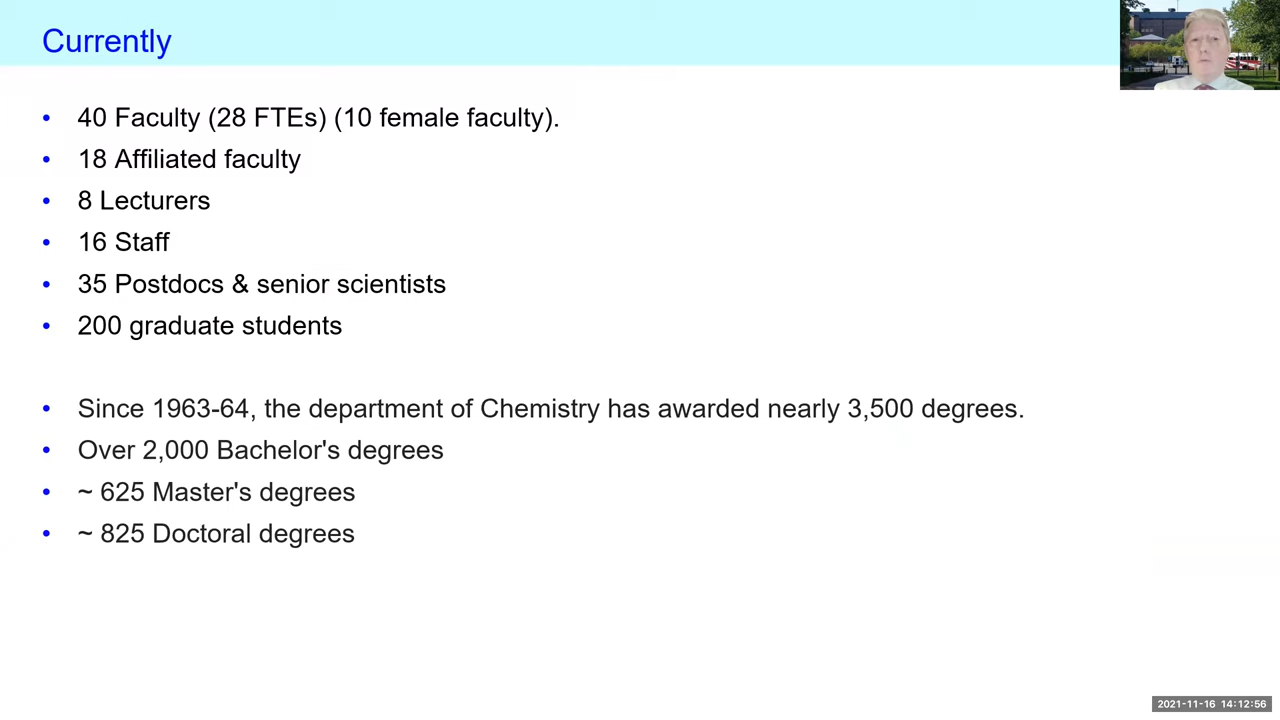 Currently
• 40 Faculty (28 FTEs) (10 female faculty).
• 18 Affiliated faculty
• 8 Lecturers
• 16 Staff
• 35 Postdocs & senior scientists
• 200 graduate students
• Since 1963-64, the department of Chemistry has awarded nearly 3,500 degrees.
• Over 2,000 Bachelor's degrees
• ~ 625 Master's degrees
• ~ 825 Doctoral degrees
2021-11-16 14:12:56